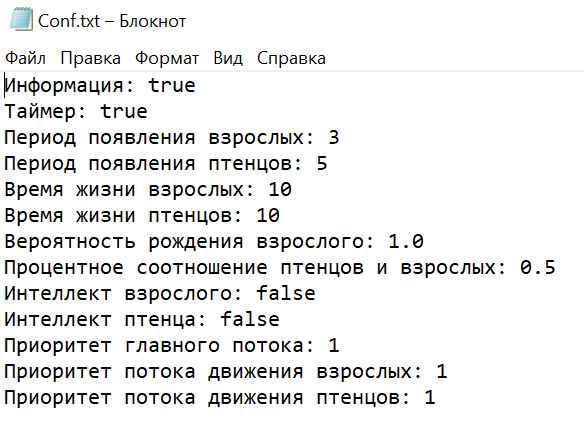 Conf.txt – Блокнот
Файл Правка Формат Вид Справка
Информация: true
Таймер: true
Период появления взрослых: 3
Период появления птенцов: 5
Время жизни взрослых: 10
Время жизни птенцов: 10
Вероятность рождения взрослого: 1.0
Процентное соотношение птенцов и взрослых: 0.5
Интеллект взрослого: false
Интеллект птенца: false
Приоритет главного потока: 1
Приоритет потока движения взрослых: 1
Приоритет потока движения птенцов: 1